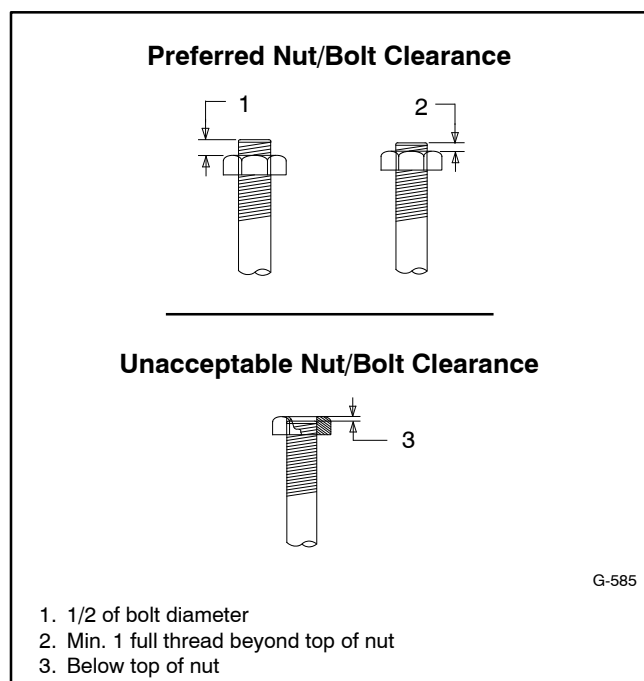 Preferred Nut/Bolt Clearance
1
2
Unacceptable Nut/Bolt Clearance
3
G-585
1. 1/2 of bolt diameter
2. Min. 1 full thread beyond top of nut
3. Below top of nut